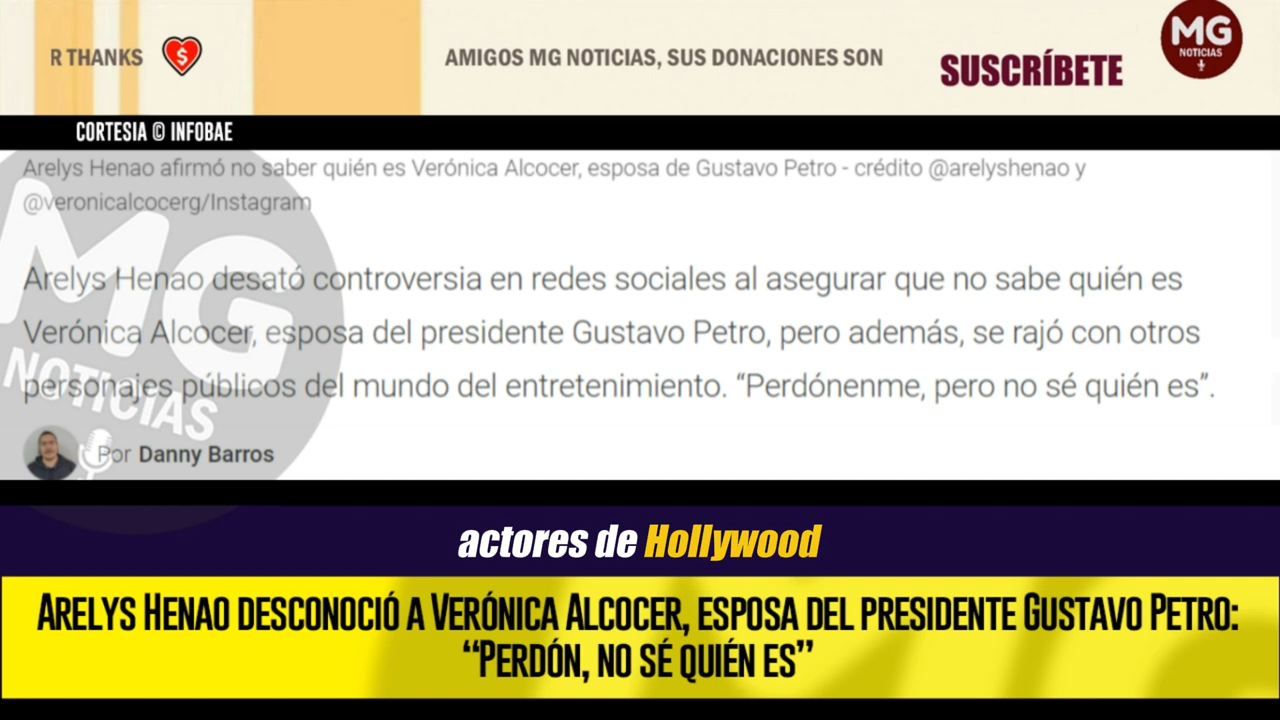 R THANKS
AMIGOS MG NOTICIAS, SUS DONACIONES SON
SUSCRÍBETE
MG
NOTICIAS
CORTESIA © INFOBAE
Arelys Henao afirmó no saber quién es Verónica Alcocer, esposa de Gustavo Petro - crédito @arelyshenao y
@veronicalcocerg/Instagram
MG
NOTICIAS
Arelys Henao desató controversia en redes sociales al asegurar que no sabe quién es
Verónica Alcocer, esposa del presidente Gustavo Petro, pero además, se rajó con otros
personajes públicos del mundo del entretenimiento. “Perdónenme, pero no sé quién es”.
Por Danny Barros
actores de Hollywood
ARELYS HENAO DESCONOCIÓ A VERÓNICA ALCOCER, ESPOSA DEL PRESIDENTE GUSTAVO PETRO:
“PERDÓN, NO SÉ QUIÉN ES”